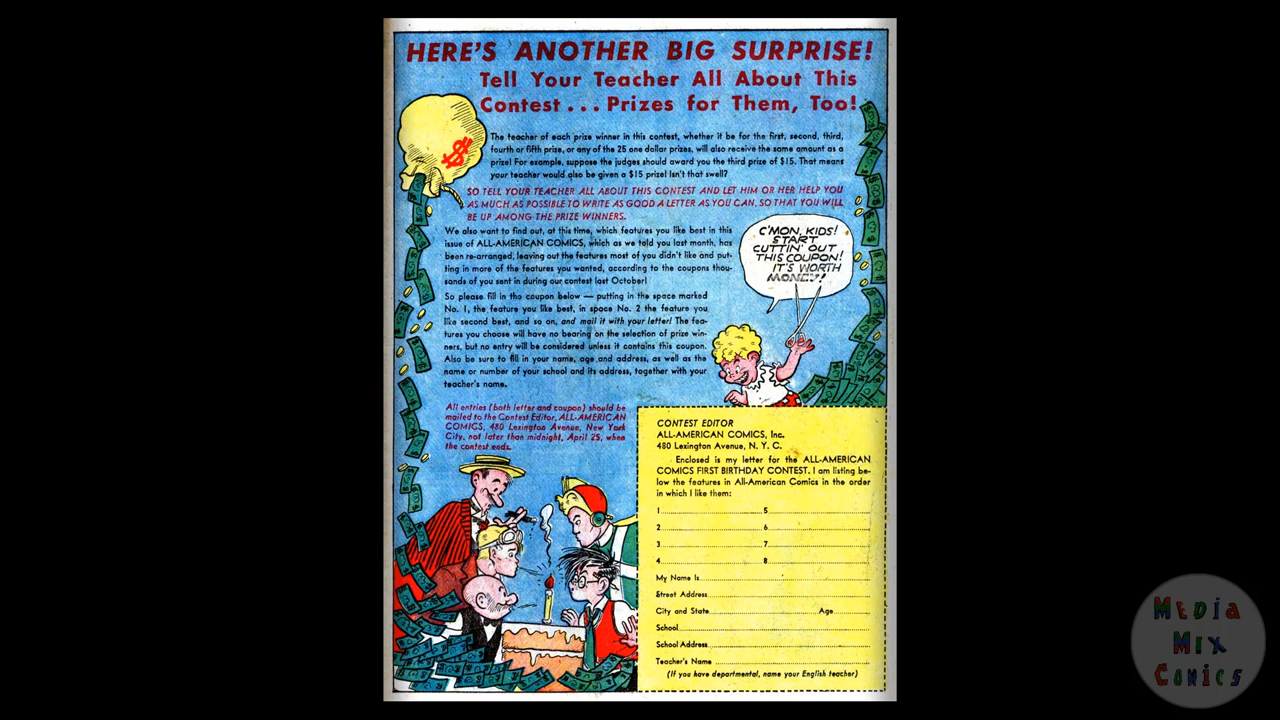 HERE'S ANOTHER BIG SURPRISE!
Tell Your Teacher All About This
Contest . . . Prizes for Them, Too!
$
The teacher of each prize winner in this contest, whether it be for the first, second, third,
fourth or fifth prize, or any of the 25 one dollar prizes, will also receive the same amount as a
prize! For example, suppose the judges should award you the third prize of $15. That means
your teacher would also be given a $15 prize! Isn't that swell?
SO TELL YOUR TEACHER ALL ABOUT THIS CONTEST AND LET HIM OR HER HELP YOU
AS MUCH AS POSSIBLE TO WRITE AS GOOD A LETTER AS YOU CAN, SO THAT YOU WILL
BE UP AMONG THE PRIZE WINNERS.
We also want to find out, at this time, which features you like best in this
issue of ALL-AMERICAN COMICS, which as we told you last month, has
been re-arranged, leaving out the features most of you didn't like and put-
ting in more of the features you wanted, according to the coupons thou-
sands of you sent in during our contest last October!
So please fill in the coupon below — putting in the space marked
No. 1, the feature you like best, in space No. 2 the feature you
like second best, and so on, and mail it with your letter! The fea-
tures you choose will have no bearing on the selection of prize win-
ners, but no entry will be considered unless it contains this coupon.
Also be sure to fill in your name, age and address, as well as the
name or number of your school and its address, together with your
teacher's name.
C'MON, KIDS!
START
CUTTIN' OUT
THIS COUPON!
IT'S WORTH
MONEY!
All entries (both letter and coupon) should be
mailed to the Contest Editor, ALL-AMERICAN
COMICS, 480 Lexington Avenue, New York
City, not later than midnight, April 25, when
the contest ends.
CONTEST EDITOR
ALL-AMERICAN COMICS, Inc.
480 Lexington Avenue, N. Y. C.
Enclosed is my letter for the ALL-AMERICAN
COMICS FIRST BIRTHDAY CONTEST. I am listing be-
low the features in All-American Comics in the order
in which I like them:
1 5
2 6
3 7
4 8
My Name Is
Street Address
City and State Age
School
School Address
Teacher's Name
(If you have departmental, name your English teacher)
MEDiA
MiX
COMiCS